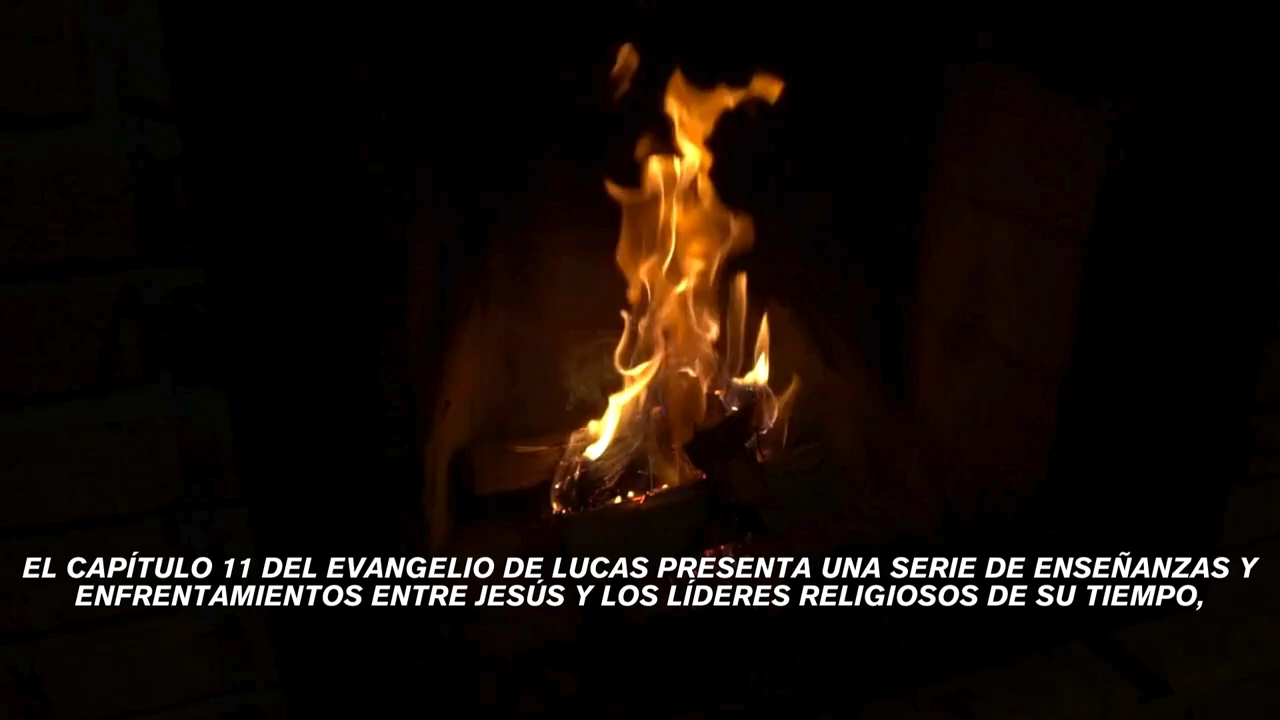 EL CAPÍTULO 11 DEL EVANGELIO DE LUCAS PRESENTA UNA SERIE DE ENSEÑANZAS Y
ENFRENTAMIENTOS ENTRE JESÚS Y LOS LÍDERES RELIGIOSOS DE SU TIEMPO,